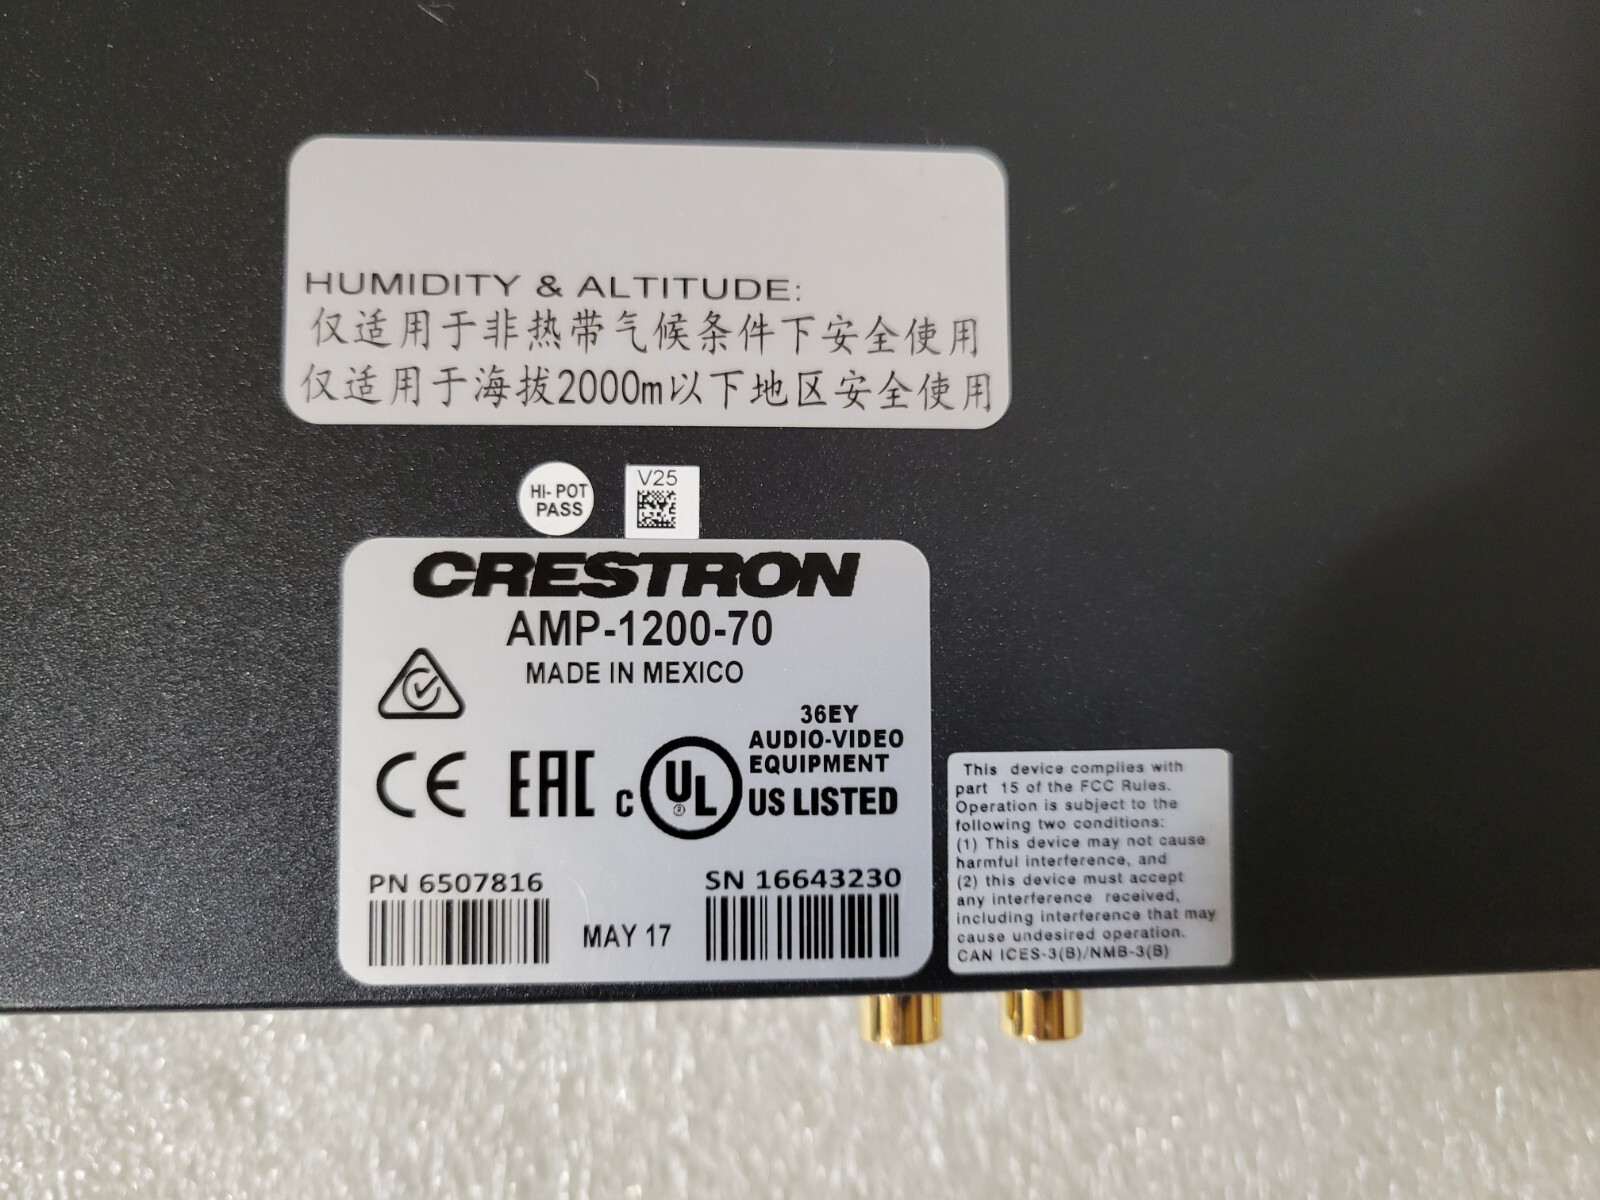 HUMIDITY & ALTITUDE:
仅适用于非热带气候条件下安全使用
仅适用于海拔2000m以下地区安全使用
HI-POT
PASS
V25
CRESTRON
AMP-1200-70
MADE IN MEXICO
36EY
AUDIO-VIDEO
EQUIPMENT
CE EAC c UL ® US LISTED
PN 6507816
MAY 17
SN 16643230
This device complies with
part 15 of the FCC Rules.
Operation is subject to the
following two conditions:
(1) This device may not cause
harmful interference, and
(2) this device must accept
any interference received,
including interference that may
cause undesired operation.
CAN ICES-3(B)/NMB-3(B)